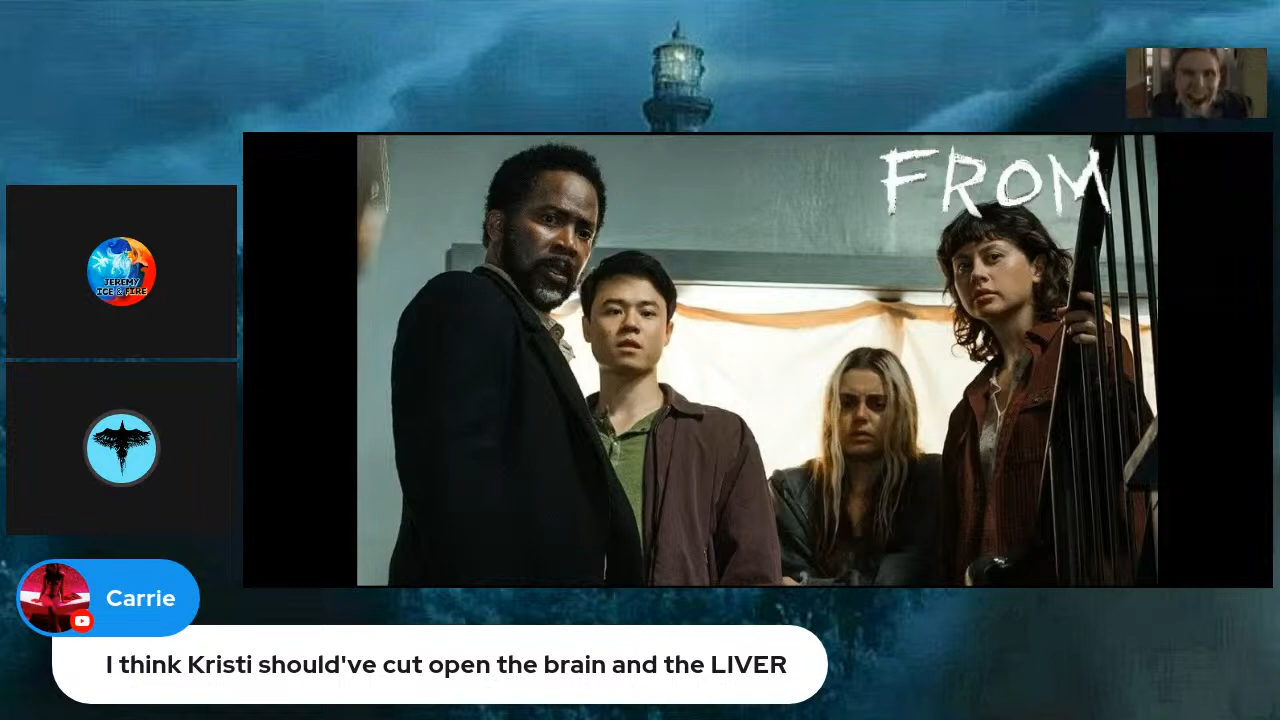 FROM
JEREMY
ICE & FIRE
Carrie
I think Kristi should've cut open the brain and the LIVER